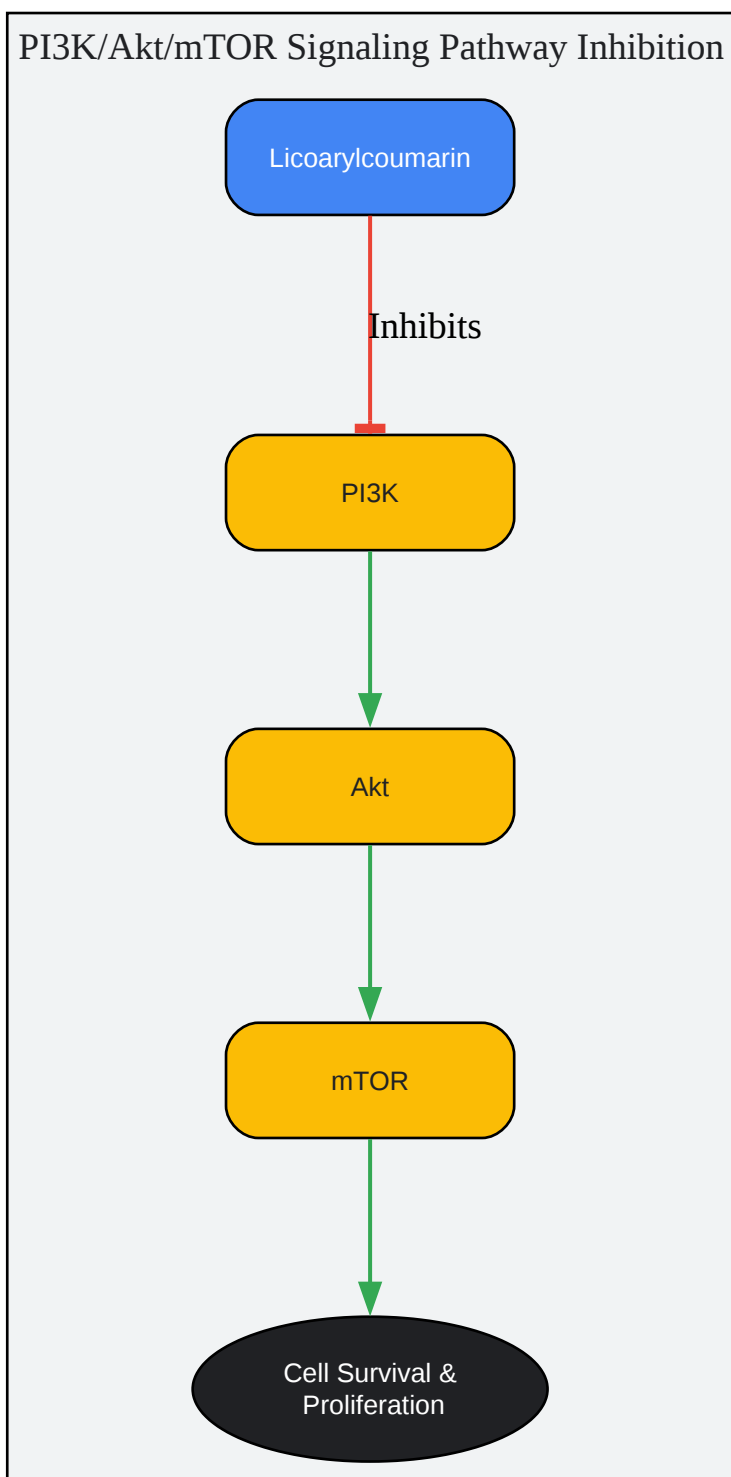 PI3K/Akt/mTOR Signaling Pathway Inhibition
Licoarylcoumarin
Inhibits
PI3K
Akt
mTOR
Cell Survival &
Proliferation